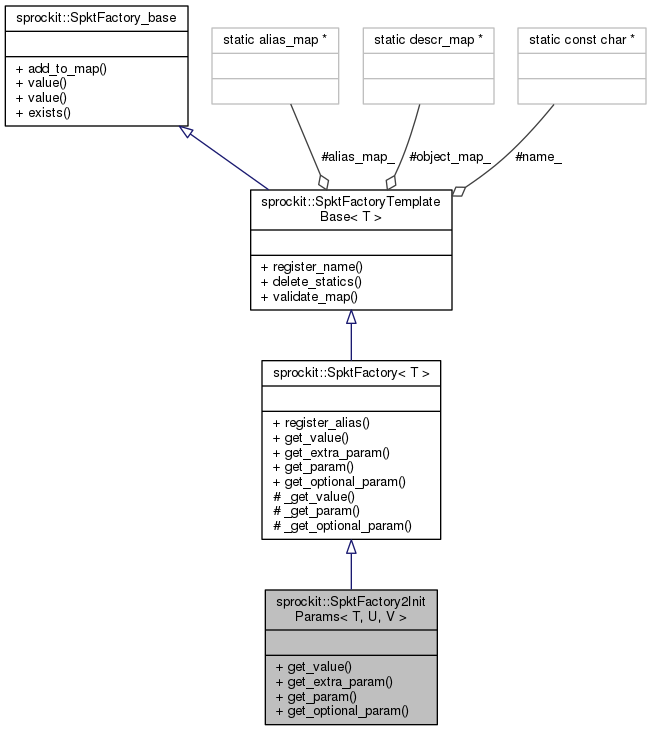 sprockit::SpktFactory_base
+ add_to_map()
+ value()
+ value()
+ exists()
static alias_map *
static descr_map *
static const char *
#alias_map_
#object_map_
#name_
sprockit::SpktFactoryTemplate
Base< T >
+ register_name()
+ delete_statics()
+ validate_map()
sprockit::SpktFactory< T >
+ register_alias()
+ get_value()
+ get_extra_param()
+ get_param()
+ get_optional_param()
# _get_value()
# _get_param()
# _get_optional_param()
sprockit::SpktFactory2Init
Params< T, U, V >
+ get_value()
+ get_extra_param()
+ get_param()
+ get_optional_param()